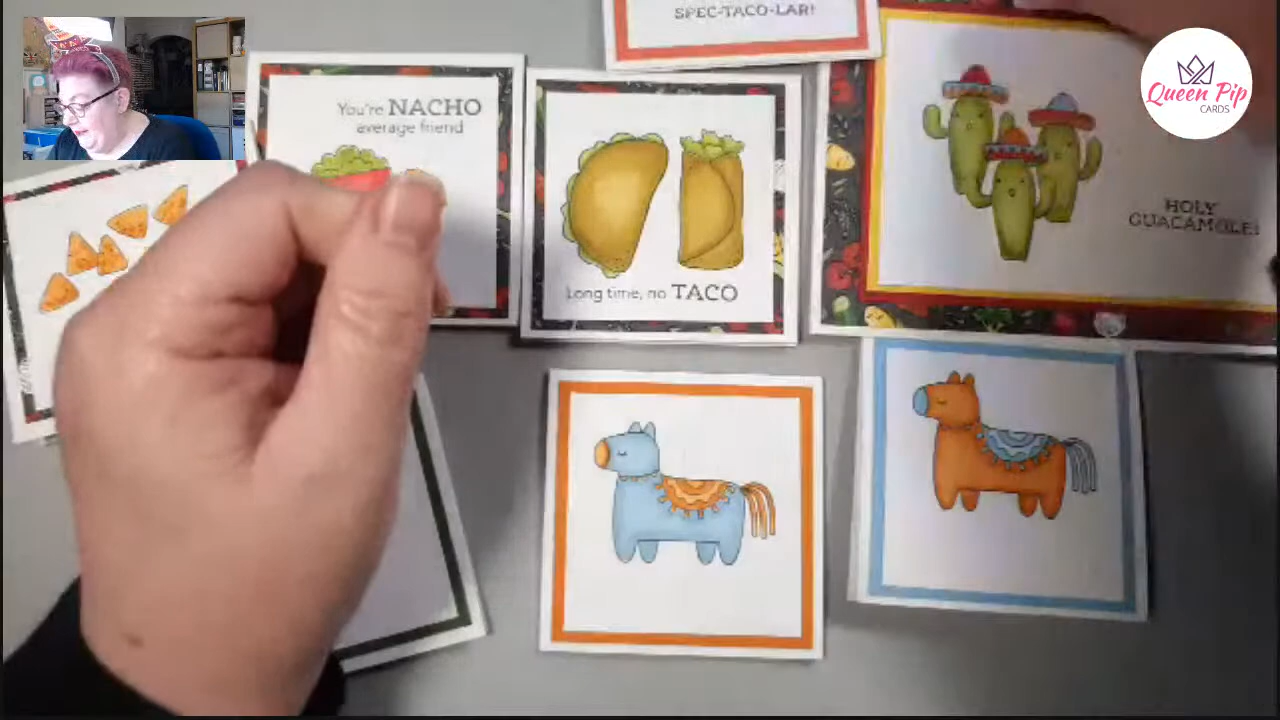 SPEC-TACO-LAR!
Queen Pip
CARDS
You're NACHO
average friend
HOLY
GUACAMOLE!
Long time, no TACO